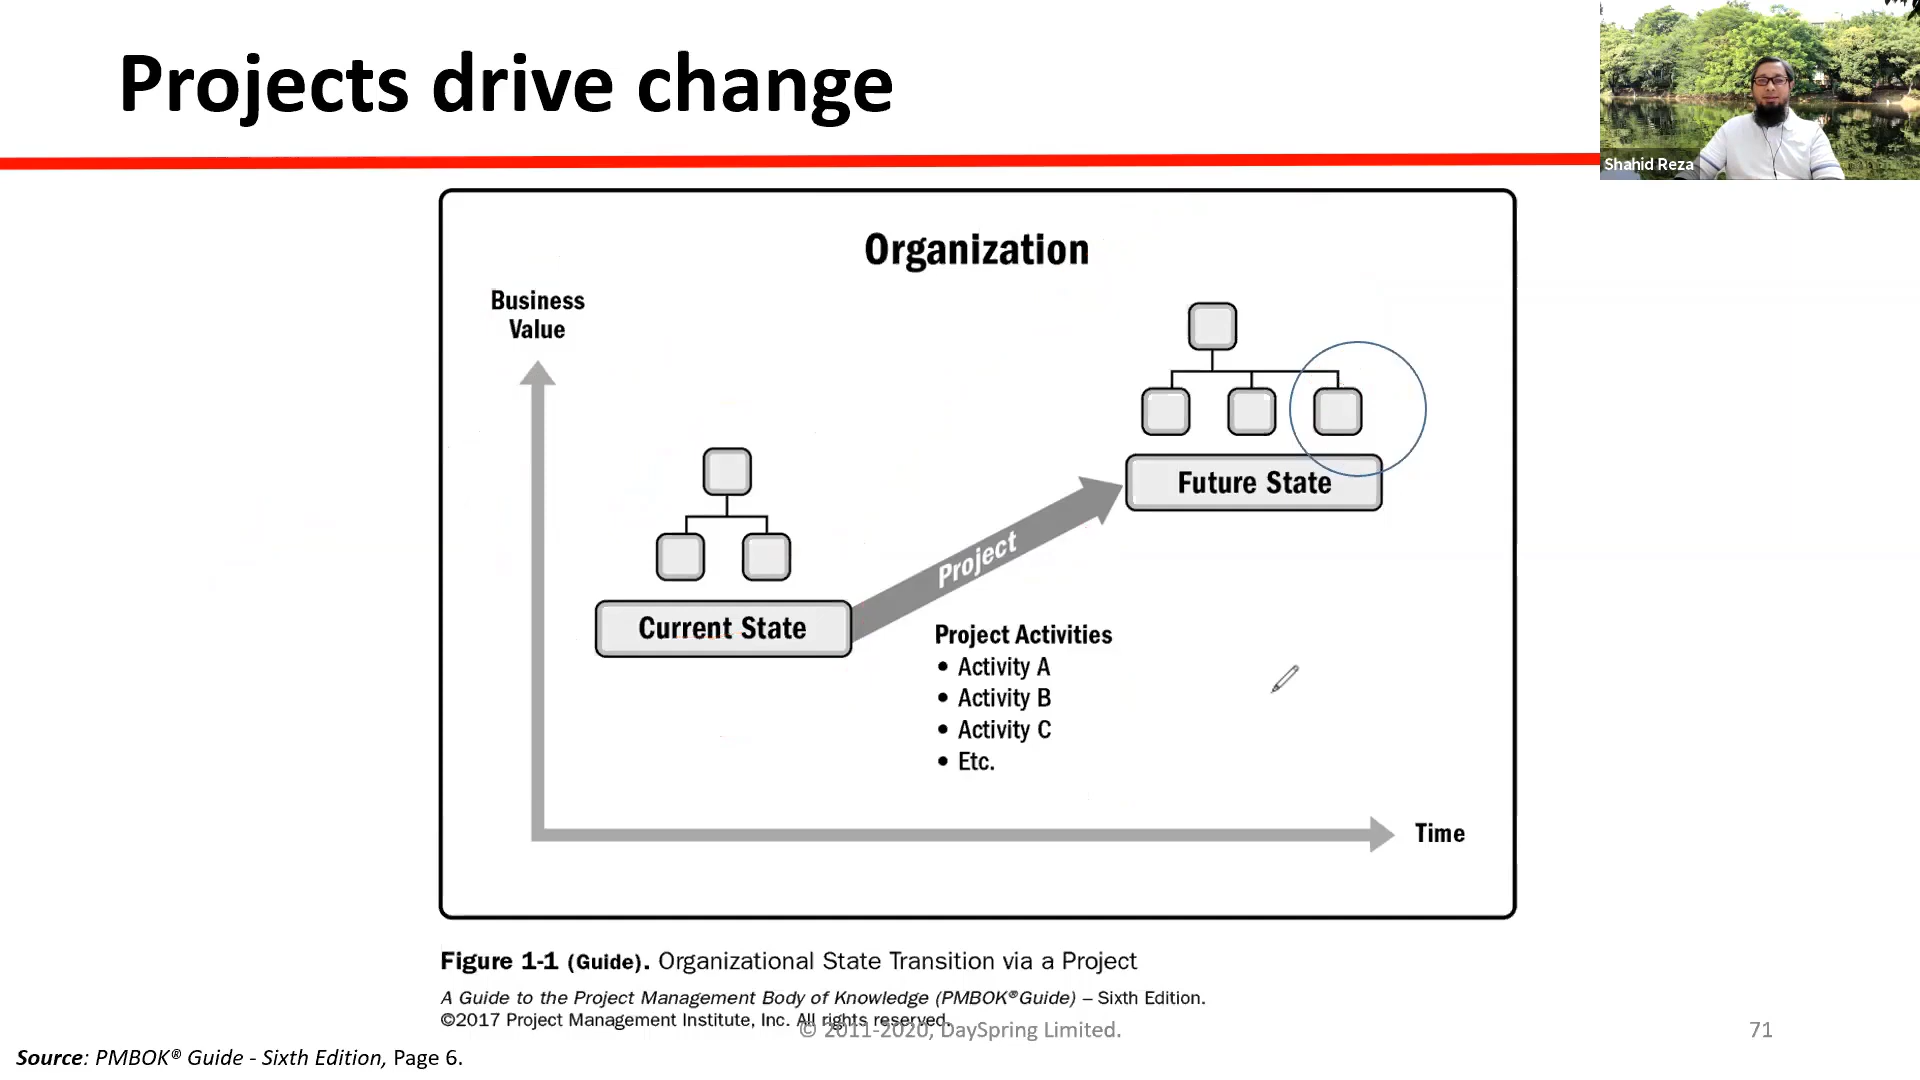 Projects drive change
Shahid Reza
Organization
Business
Value
Future State
Project
Current State
Project Activities
• Activity A
• Activity B
• Activity C
• Etc.
Time
Figure 1-1 (Guide). Organizational State Transition via a Project
A Guide to the Project Management Body of Knowledge (PMBOK® Guide) – Sixth Edition.
©2017 Project Management Institute, Inc. All rights reserved.
© 2011-2020, DaySpring Limited.
71
Source: PMBOK® Guide - Sixth Edition, Page 6.